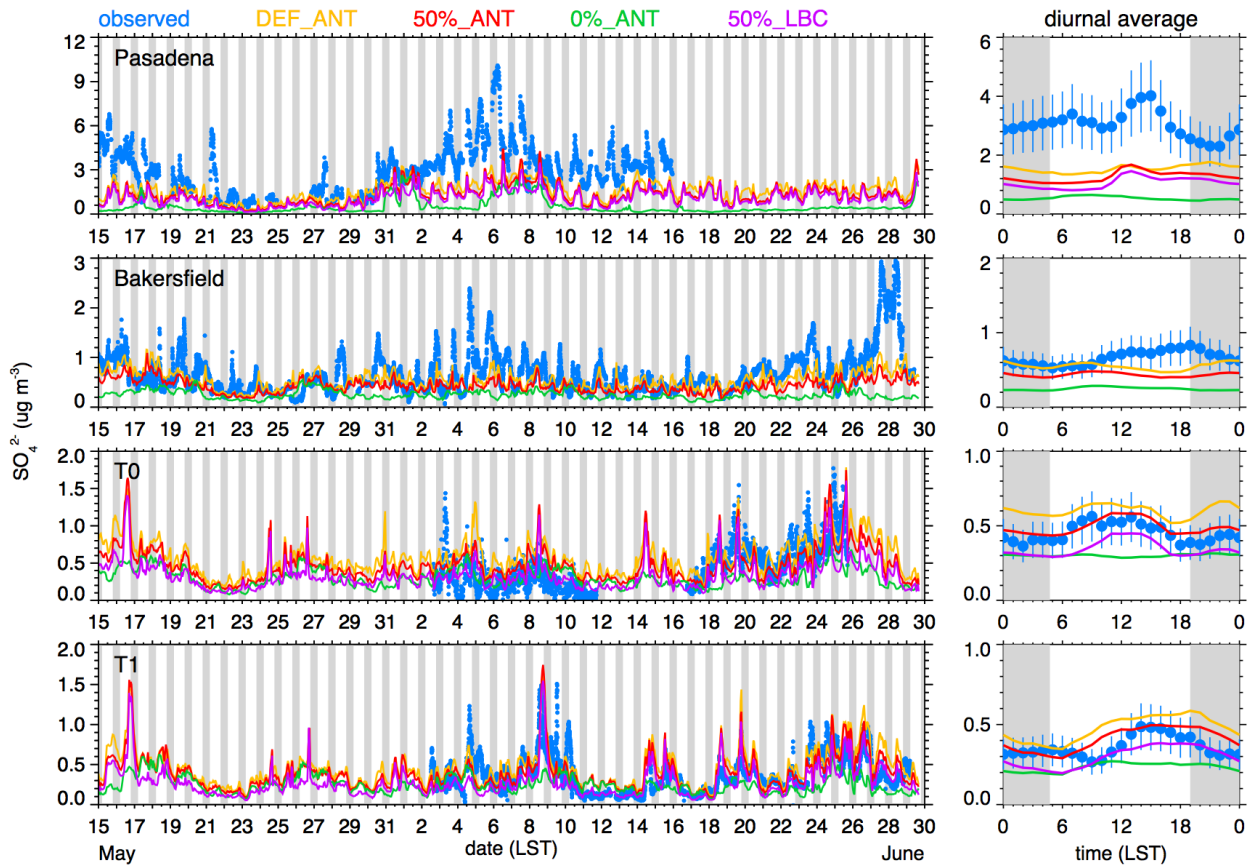 observed DEF_ANT 50%_ANT 0%_ANT 50%_LBC diurnal average
Pasadena
12
9
6
3
0
15 17 19 21 23 25 27 29 31 2 4 6 8 10 12 14 16 18 20 22 24 26 28 30
6
4
2
0
0 6 12 18 0
Bakersfield
3
2
1
0
15 17 19 21 23 25 27 29 31 2 4 6 8 10 12 14 16 18 20 22 24 26 28 30
2
1
0
0 6 12 18 0
SO₄²⁻ (ug m⁻³)
T0
2.0
1.5
1.0
0.5
0.0
15 17 19 21 23 25 27 29 31 2 4 6 8 10 12 14 16 18 20 22 24 26 28 30
1.0
0.5
0.0
0 6 12 18 0
T1
2.0
1.5
1.0
0.5
0.0
15 17 19 21 23 25 27 29 31 2 4 6 8 10 12 14 16 18 20 22 24 26 28 30
May date (LST) June
1.0
0.5
0.0
0 6 12 18 0
time (LST)